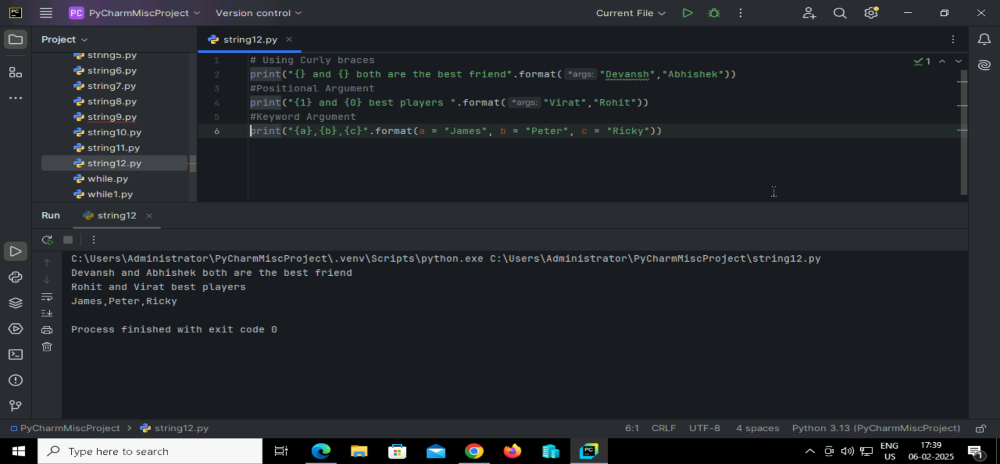 PC PyCharmMiscProject Version control Current File
Project string12.py
string5.py
string6.py
string7.py
string8.py
string9.py
string10.py
string11.py
string12.py
while.py
while1.py
1 # Using Curly braces
2 print("{} and {} both are the best friend".format( *args: "Devansh","Abhishek"))
3 #Positional Argument
4 print("{1} and {0} best players ".format( *args: "Virat","Rohit"))
5 #Keyword Argument
6 print("{a},{b},{c}".format(a = "James", b = "Peter", c = "Ricky"))
1
Run string12
C:\Users\Administrator\PyCharmMiscProject\.venv\Scripts\python.exe C:\Users\Administrator\PyCharmMiscProject\string12.py
Devansh and Abhishek both are the best friend
Rohit and Virat best players
James,Peter,Ricky
Process finished with exit code 0
PyCharmMiscProject > string12.py 6:1 CRLF UTF-8 4 spaces Python 3.13 (PyCharmMiscProject)
Type here to search
ENG
US
17:39
06-02-2025
1